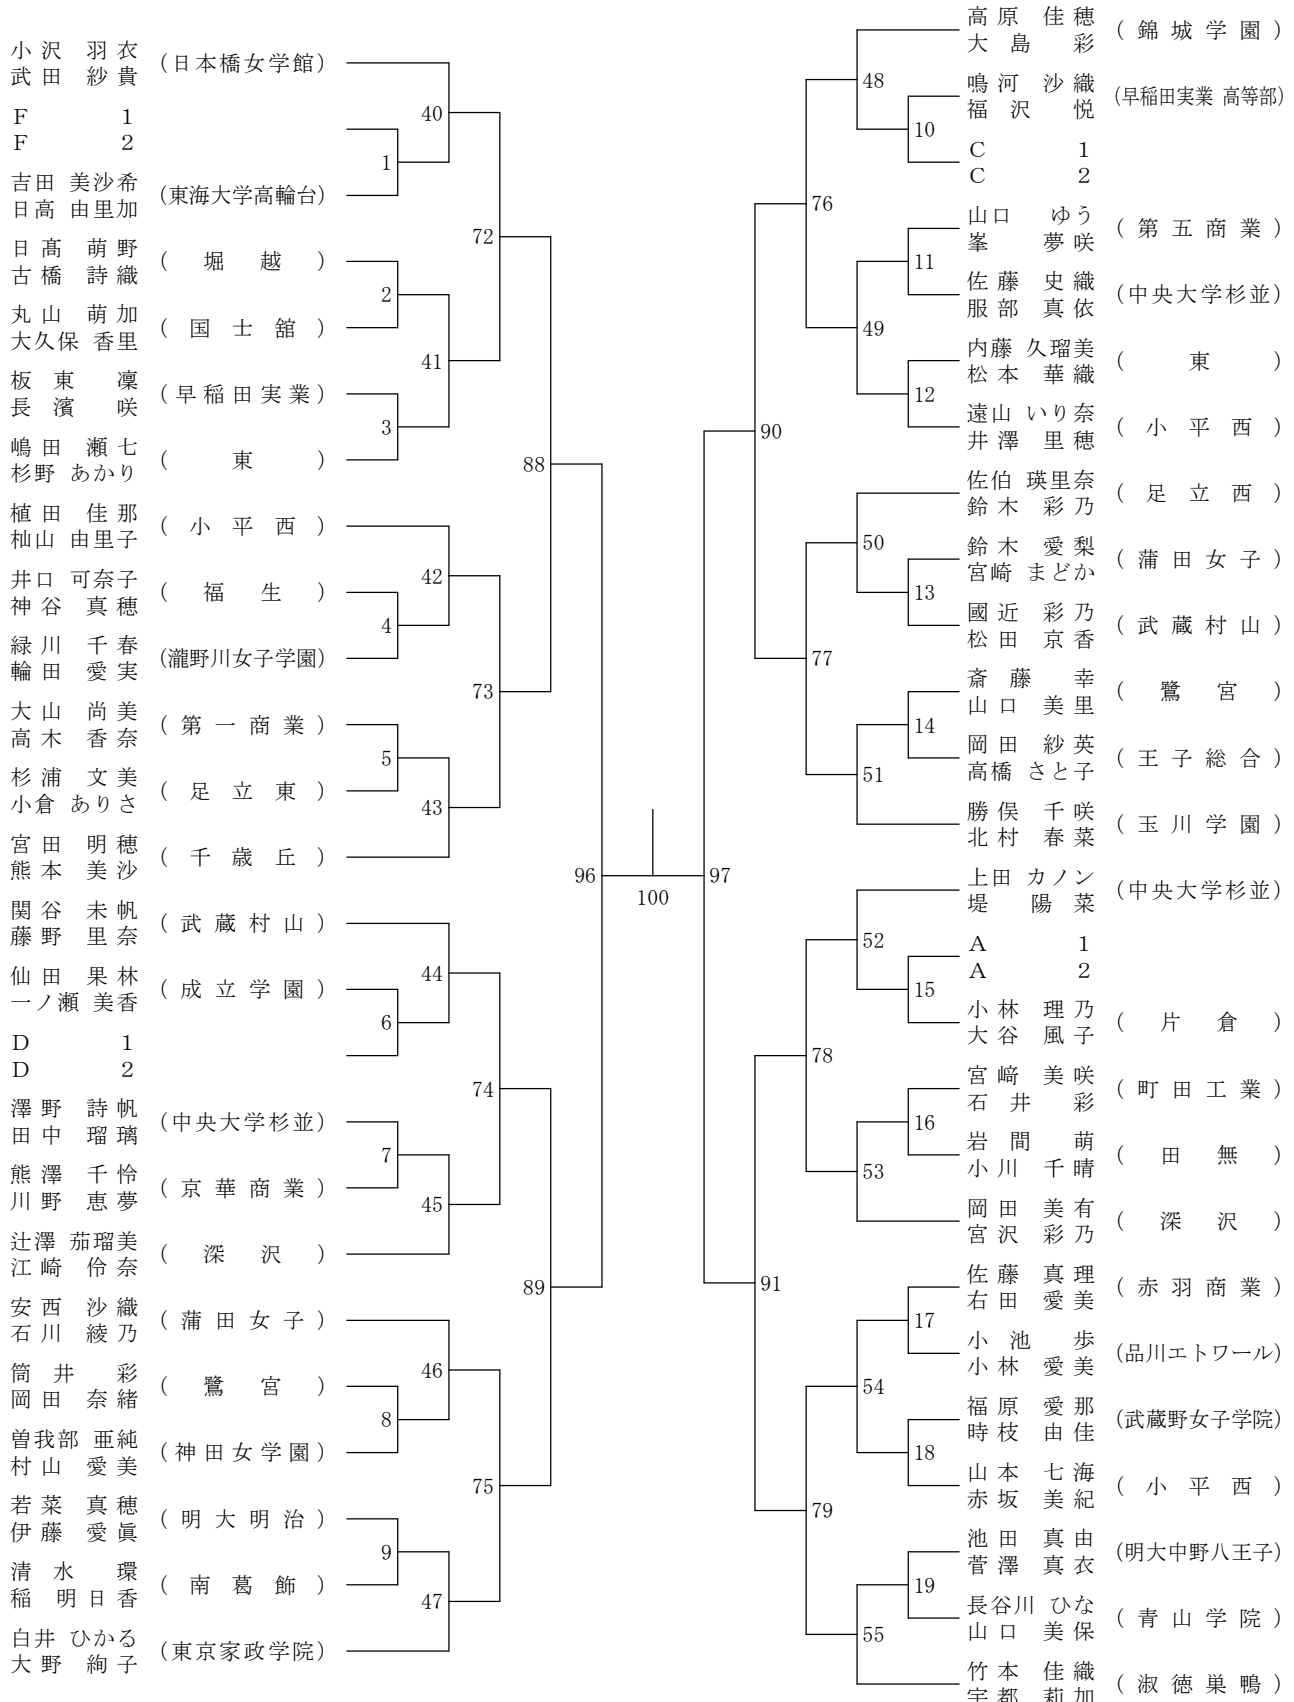 小沢 羽衣
武田 紗貴
(日本橋女学館)
F 1
F 2
吉田 美沙希
日高 由里加
(東海大学高輪台)
日髙 萌野
古橋 詩織
(堀越)
丸山 萌加
大久保 香里
(国士舘)
板東 凜
長濱 咲
(早稲田実業)
嶋田 瀬七
杉野 あかり
(東)
植田 佳那
杣山 由里子
(小平西)
井口 可奈子
神谷 真穂
(福生)
緑川 千春
輪田 愛実
(瀧野川女子学園)
大山 尚美
高木 香奈
(第一商業)
杉浦 文美
小倉 ありさ
(足立東)
宮田 明穂
熊本 美沙
(千歳丘)
関谷 未帆
藤野 里奈
(武蔵村山)
仙田 果林
一ノ瀬 美香
(成立学園)
D 1
D 2
澤野 詩帆
田中 瑠璃
(中央大学杉並)
熊澤 千怜
川野 恵夢
(京華商業)
辻澤 茄瑠美
江崎 伶奈
(深沢)
安西 沙織
石川 綾乃
(蒲田女子)
筒井 彩
岡田 奈緒
(鷺宮)
曽我部 亜純
村山 愛美
(神田女学園)
若菜 真穂
伊藤 愛眞
(明大明治)
清水 環
稲 明日香
(南葛飾)
白井 ひかる
大野 絢子
(東京家政学院)
1
2
3
4
5
6
7
8
9
40
41
42
43
44
45
46
47
72
73
74
75
88
89
96
100
97
90
91
76
77
78
79
48
49
50
51
52
53
54
55
10
11
12
13
14
15
16
17
18
19
高原 佳穂
大島 彩
(錦城学園)
鳴河 沙織
福沢 悦
(早稲田実業 高等部)
C 1
C 2
山口 ゆう
峯 夢咲
(第五商業)
佐藤 史織
服部 真依
(中央大学杉並)
内藤 久瑠美
松本 華織
(東)
遠山 いり奈
井澤 里穂
(小平西)
佐伯 瑛里奈
鈴木 彩乃
(足立西)
鈴木 愛梨
宮崎 まどか
(蒲田女子)
國近 彩乃
松田 京香
(武蔵村山)
斎藤 幸
山口 美里
(鷺宮)
岡田 紗英
高橋 さと子
(王子総合)
勝俣 千咲
北村 春菜
(玉川学園)
上田 カノン
堤 陽菜
(中央大学杉並)
A 1
A 2
小林 理乃
大谷 風子
(片倉)
宮﨑 美咲
石井 彩
(町田工業)
岩間 萌
小川 千晴
(田無)
岡田 美有
宮沢 彩乃
(深沢)
佐藤 真理
右田 愛美
(赤羽商業)
小池 歩
小林 愛美
(品川エトワール)
福原 愛那
時枝 由佳
(武蔵野女子学院)
山本 七海
赤坂 美紀
(小平西)
池田 真由
菅澤 真衣
(明大中野八王子)
長谷川 ひな
山口 美保
(青山学院)
竹本 佳織
宇都 莉加
(淑徳巣鴨)